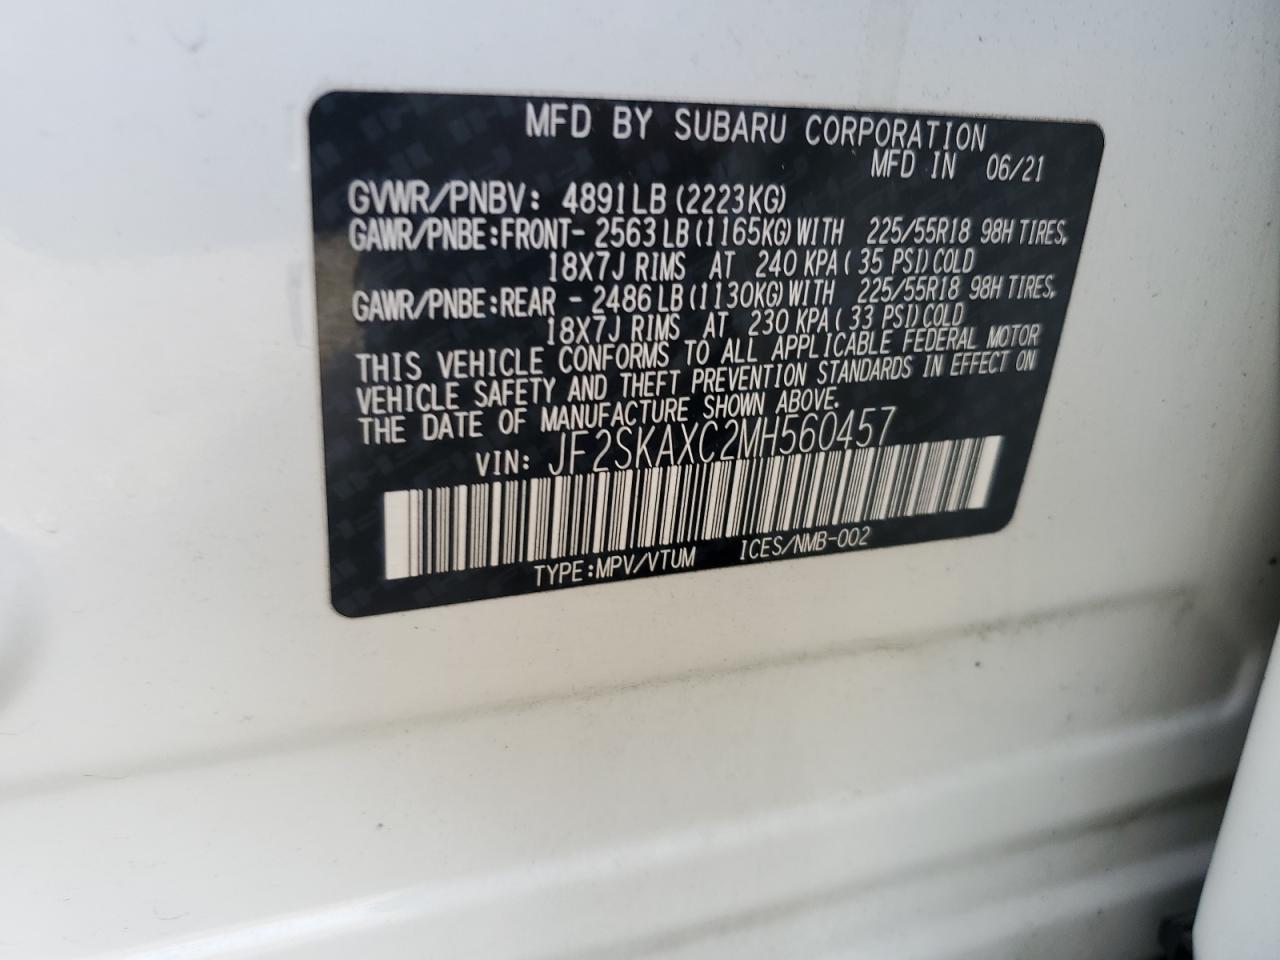 MFD BY SUBARU CORPORATION
MFD IN 06/21
GVWR/PNBV: 4891LB (2223KG)
GAWR/PNBE:FRONT- 2563 LB (1165KG) WITH 225/55R18 98H TIRES,
18X7J RIMS AT 240 KPA ( 35 PSI) COLD
GAWR/PNBE:REAR - 2486 LB (1130KG) WITH 225/55R18 98H TIRES,
18X7J RIMS AT 230 KPA ( 33 PSI) COLD
THIS VEHICLE CONFORMS TO ALL APPLICABLE FEDERAL MOTOR
VEHICLE SAFETY AND THEFT PREVENTION STANDARDS IN EFFECT ON
THE DATE OF MANUFACTURE SHOWN ABOVE.
VIN: JF2SKAXC2MH560457
TYPE:MPV/VTUM ICES/NMB-002